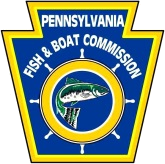 PENNSYLVANIA
FISH & BOAT COMMISSION